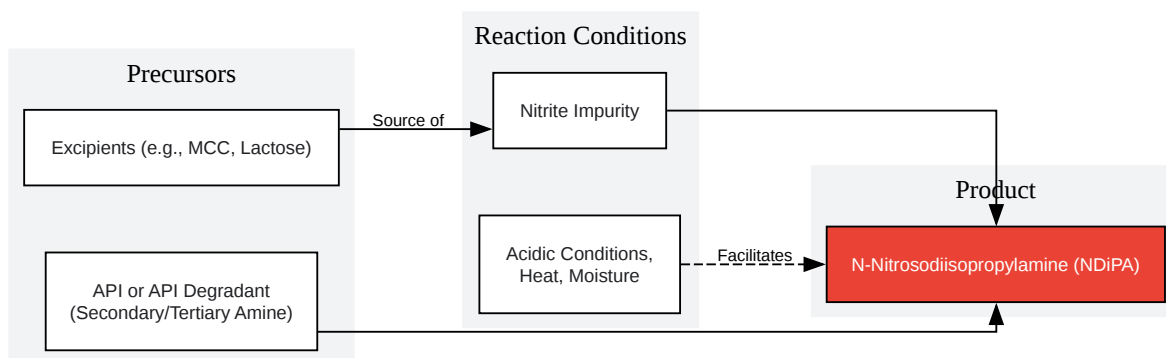 Precursors
Excipients (e.g., MCC, Lactose)
API or API Degradant
(Secondary/Tertiary Amine)
Source of
Reaction Conditions
Nitrite Impurity
Acidic Conditions,
Heat, Moisture
Facilitates
Product
N-Nitrosodiisopropylamine (NDiPA)